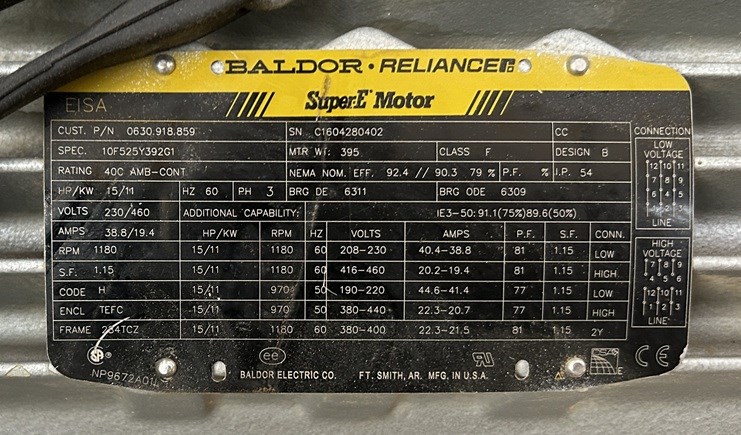 BALDOR • RELIANCE
EISA
Super-E Motor
CUST. P/N 0630.918.859 SN C1604280402 CC
SPEC. 10F525Y392G1 MTR WT: 395 CLASS F DESIGN B
RATING 40C AMB-CONT NEMA NOM. EFF. 92.4 // 90.3 79 % P.F. % I.P. 54
HP/KW 15/11 HZ 60 PH 3 BRG DE 6311 BRG ODE 6309
VOLTS 230/460 ADDITIONAL CAPABILITY: IE3-50:91.1(75%)89.6(50%)
AMPS 38.8/19.4 HP/KW RPM HZ VOLTS AMPS P.F. S.F. CONN.
RPM 1180 15/11 1180 60 208-230 40.4-38.8 81 1.15 LOW
S.F. 1.15 15/11 1180 60 416-460 20.2-19.4 81 1.15 HIGH
CODE H 15/11 970 50 190-220 44.6-41.4 77 1.15 LOW
ENCL TEFC 15/11 970 50 380-440 22.3-20.7 77 1.15 HIGH
FRAME 284TCZ 15/11 1180 60 380-400 22.3-21.5 81 1.15 2Y
CONNECTION
LOW
VOLTAGE
12 10 11
7 8 9
6 4 5
1 2 3
LINE
HIGH
VOLTAGE
7 8 9
4 5 6
12 10 11
1 2 3
LINE
SA
ee
CE
NP9672A01
BALDOR ELECTRIC CO. FT. SMITH, AR. MFG. IN U.S.A.